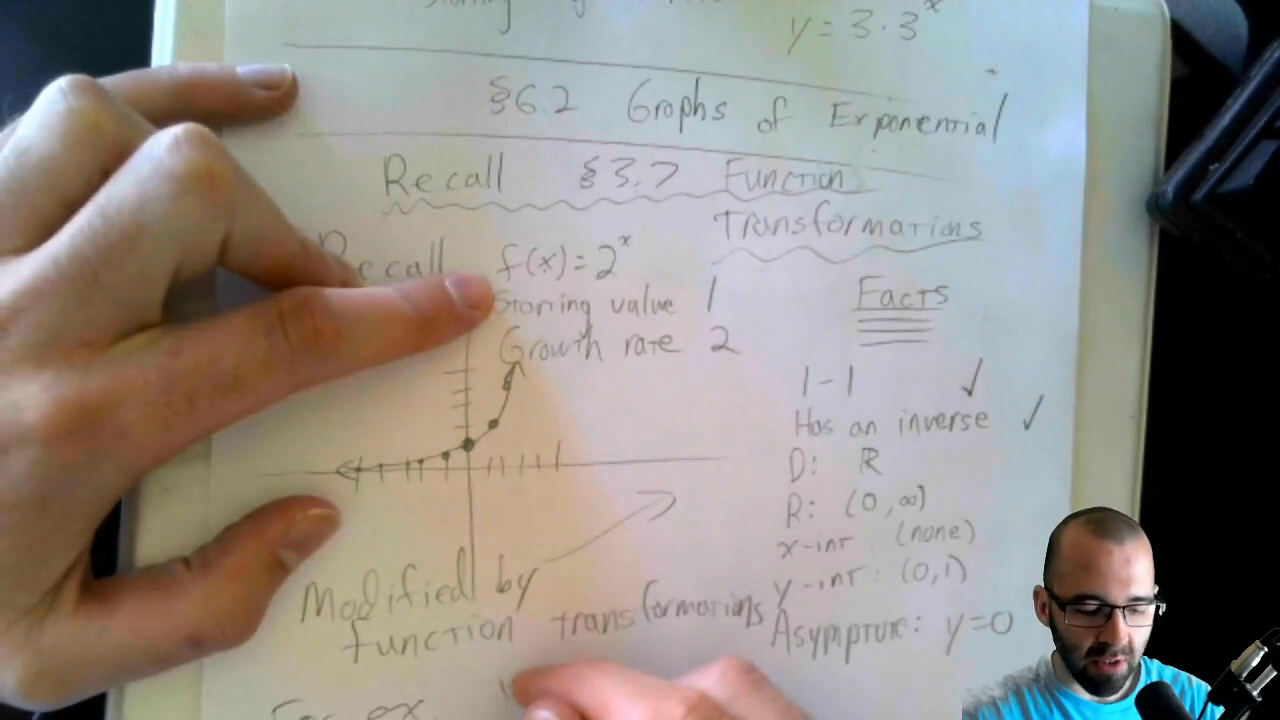 y = 3 · 3^x
§6.2 Graphs of Exponential
Recall §3.7 Function
Transformations
Recall f(x) = 2^x
Starting value 1
Growth rate 2
Facts
1-1 ✓
Has an inverse ✓
D: R
R: (0, ∞)
x-int (none)
y-int: (0,1)
Asymptote: y=0
Modified by
function transformations
For ex.